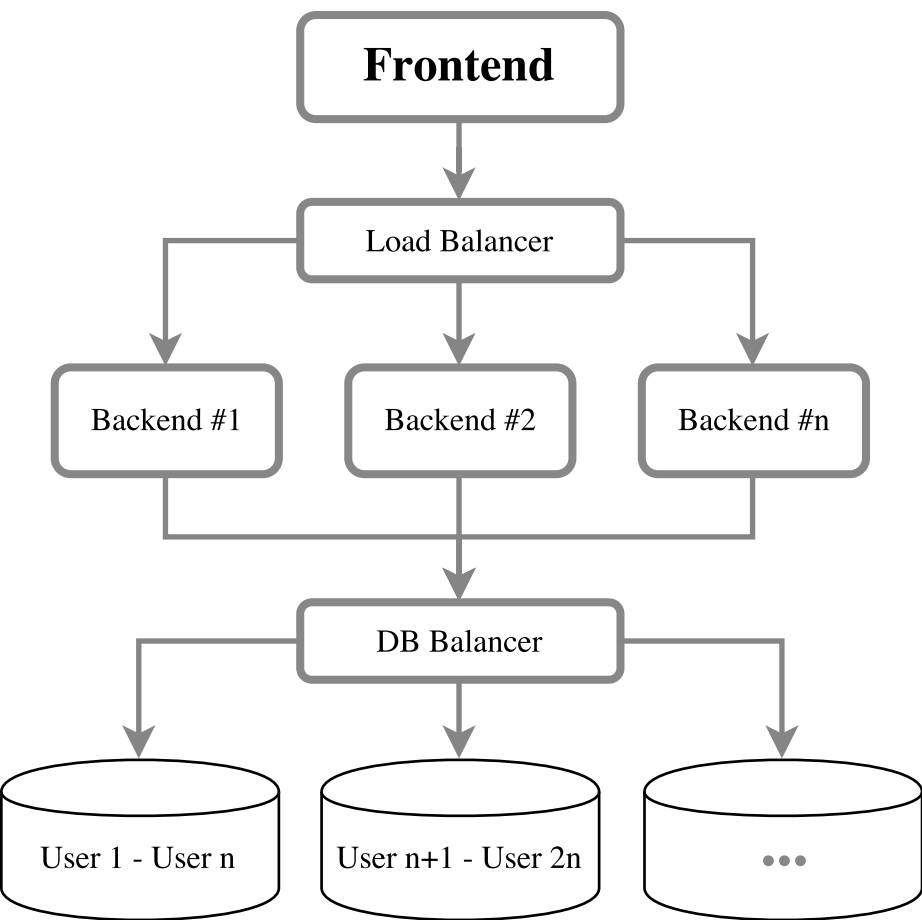 Frontend
Load Balancer
Backend #1
Backend #2
Backend #n
DB Balancer
User 1 - User n
User n+1 - User 2n
•••